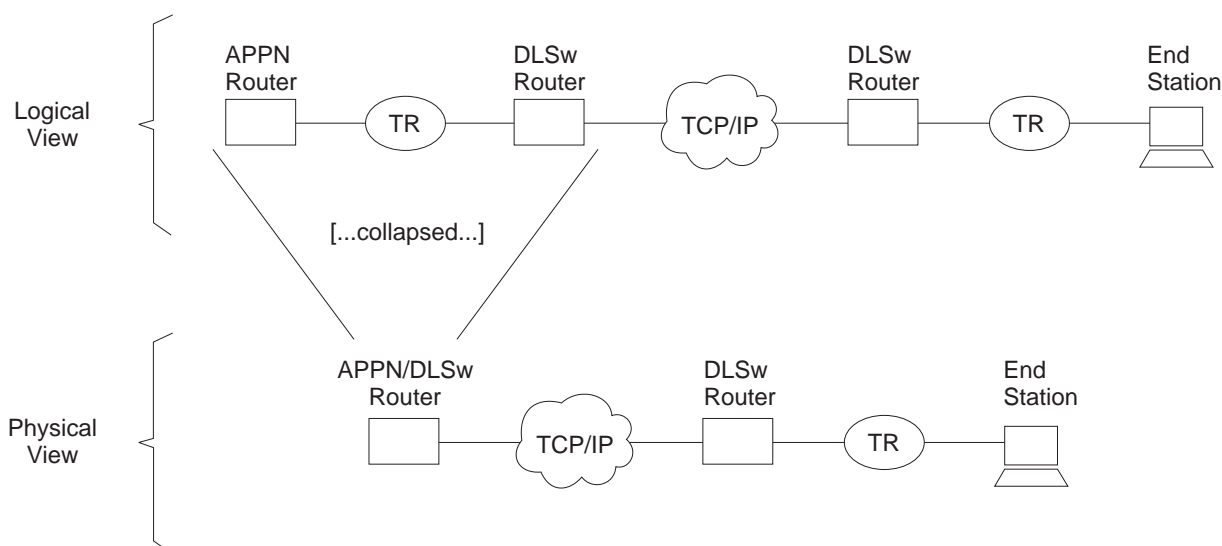 APPN
Router
DLSw
Router
DLSw
Router
End
Station
Logical
View
TR
TCP/IP
TR
[...collapsed...]
APPN/DLSw
Router
DLSw
Router
End
Station
Physical
View
TCP/IP
TR